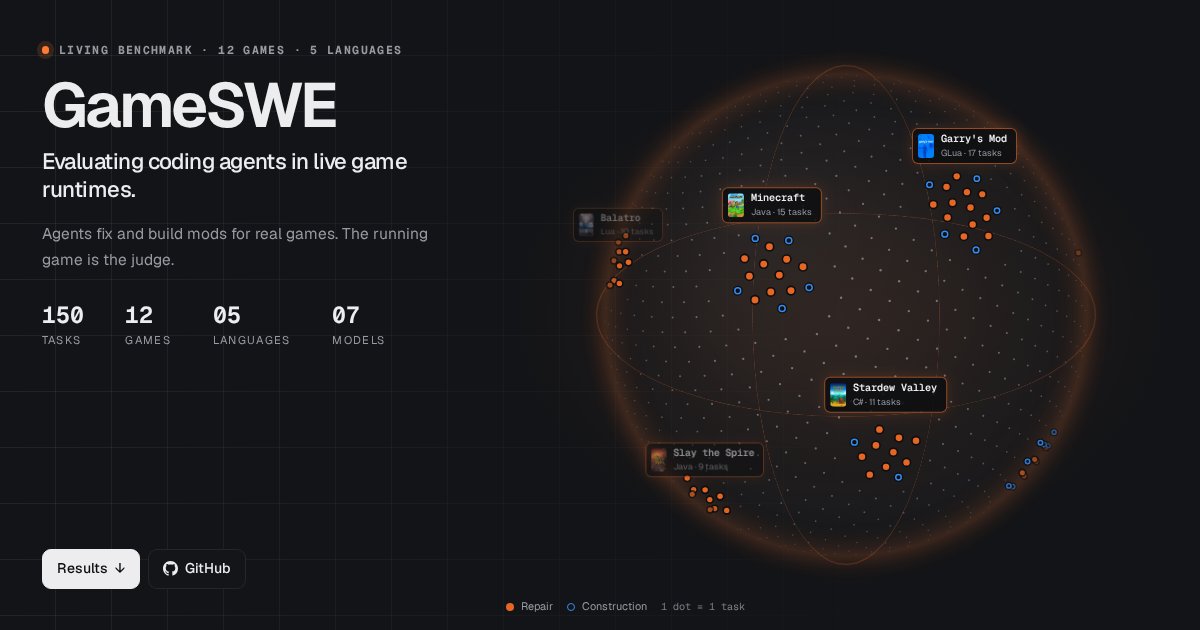 LIVING BENCHMARK · 12 GAMES · 5 LANGUAGES
GameSWE
Evaluating coding agents in live game
runtimes.
Agents fix and build mods for real games. The running
game is the judge.
150
TASKS
12
GAMES
05
LANGUAGES
07
MODELS
Results ↓
GitHub
Garry's Mod
GLua · 17 tasks
Minecraft
Java · 15 tasks
Balatro
Lua · 10 tasks
Stardew Valley
C# · 11 tasks
Slay the Spire
Java · 9 tasks
Repair
Construction
1 dot = 1 task